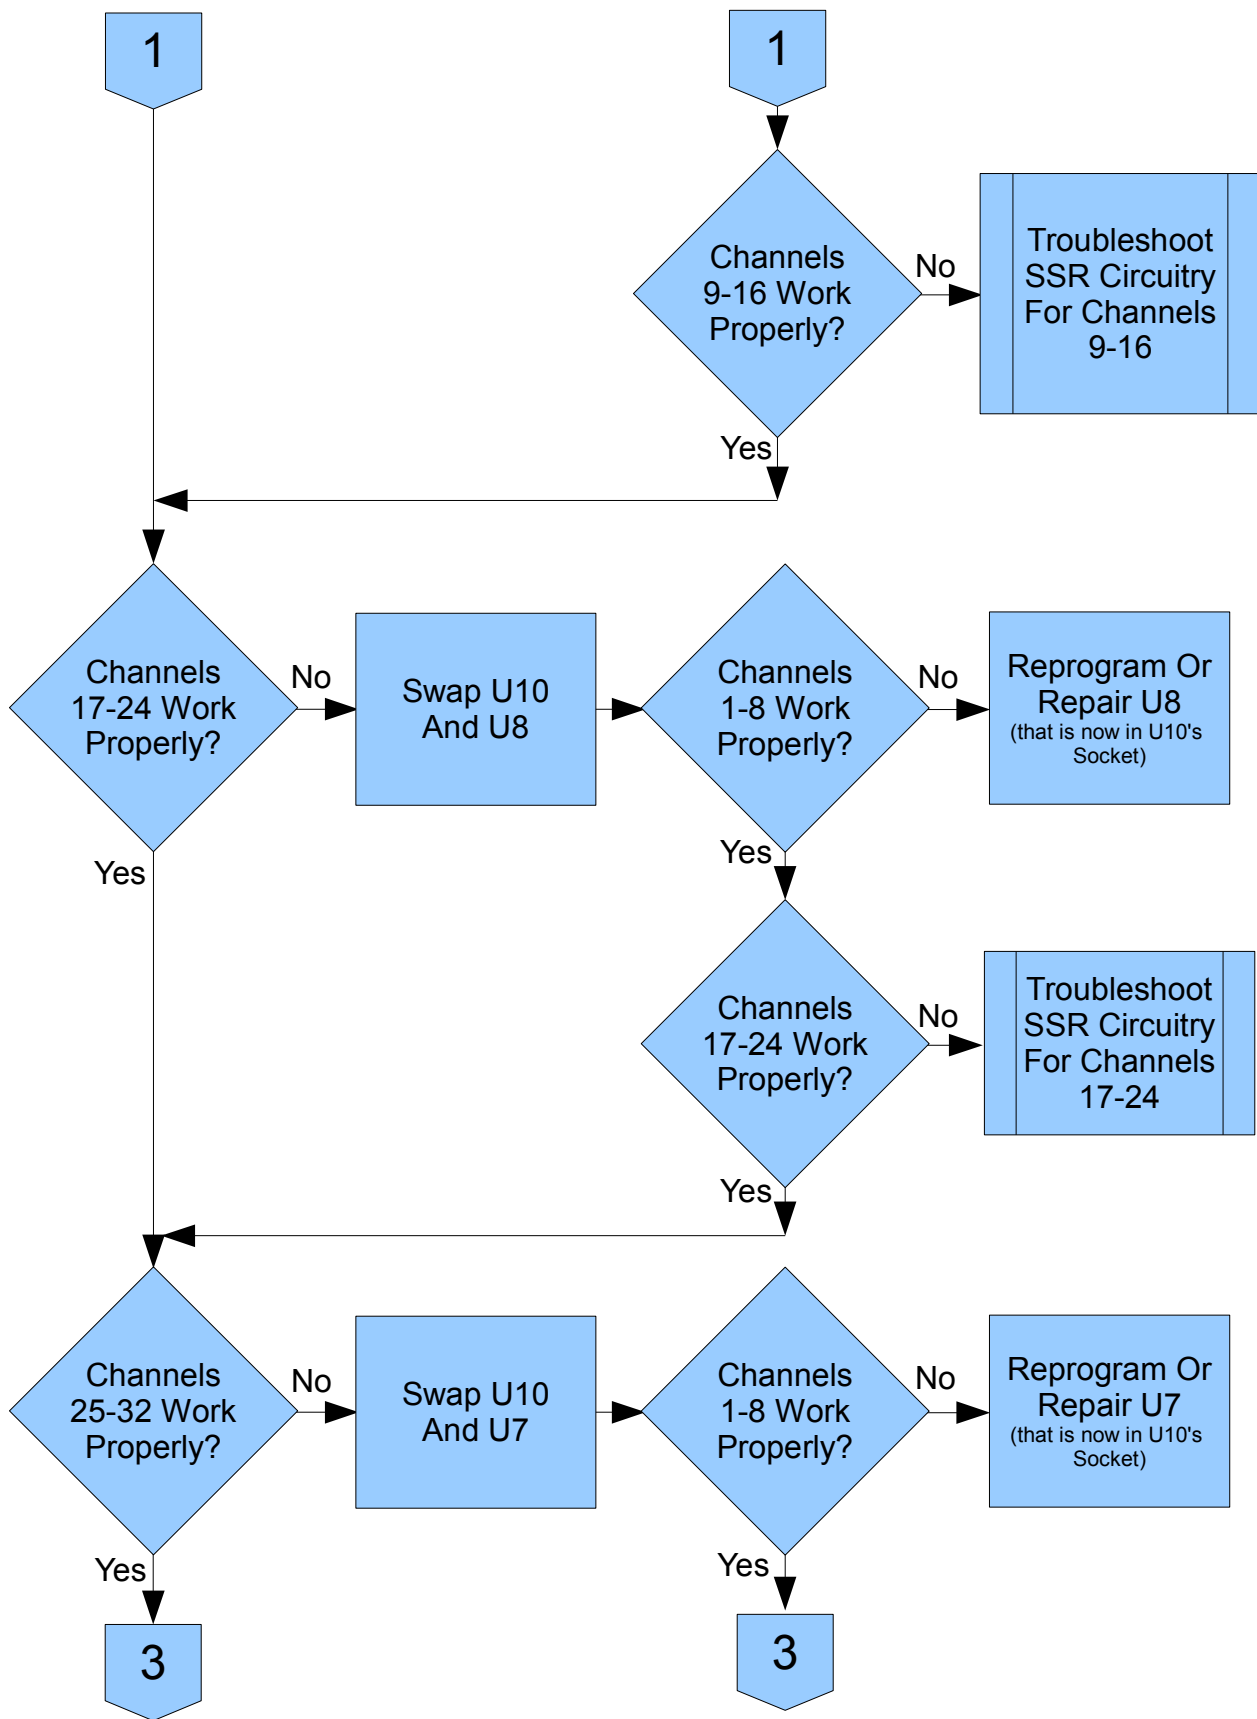 1
1
Channels
9-16 Work
Properly?
No
Troubleshoot
SSR Circuitry
For Channels
9-16
Yes
Channels
17-24 Work
Properly?
No
Swap U10
And U8
Channels
1-8 Work
Properly?
No
Reprogram Or
Repair U8
(that is now in U10's
Socket)
Yes
Yes
Channels
17-24 Work
Properly?
No
Troubleshoot
SSR Circuitry
For Channels
17-24
Yes
Channels
25-32 Work
Properly?
No
Swap U10
And U7
Channels
1-8 Work
Properly?
No
Reprogram Or
Repair U7
(that is now in U10's
Socket)
Yes
Yes
3
3